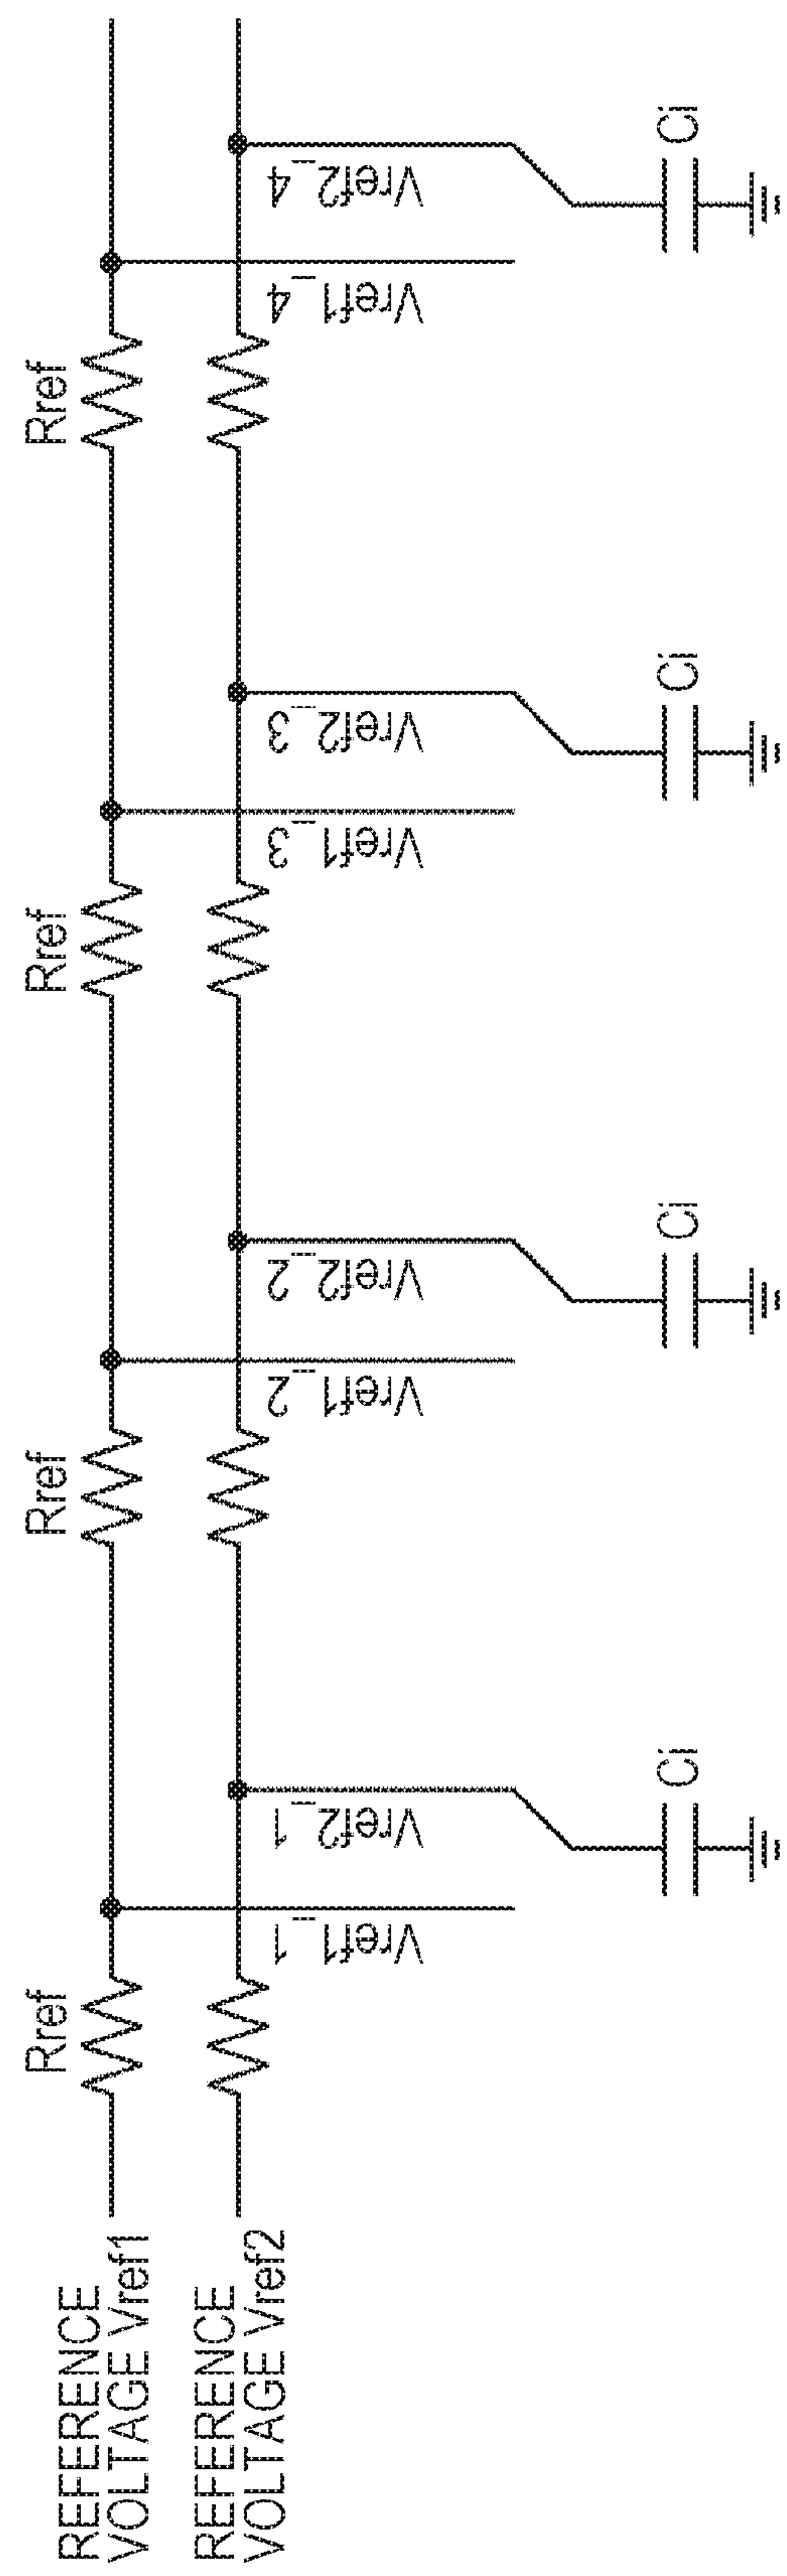 REFERENCE
VOLTAGE Vref1
REFERENCE
VOLTAGE Vref2
Rref
Rref
Rref
Rref
Vref1_1
Vref2_1
Vref1_2
Vref2_2
Vref1_3
Vref2_3
Vref1_4
Vref2_4
Ci
Ci
Ci
Ci